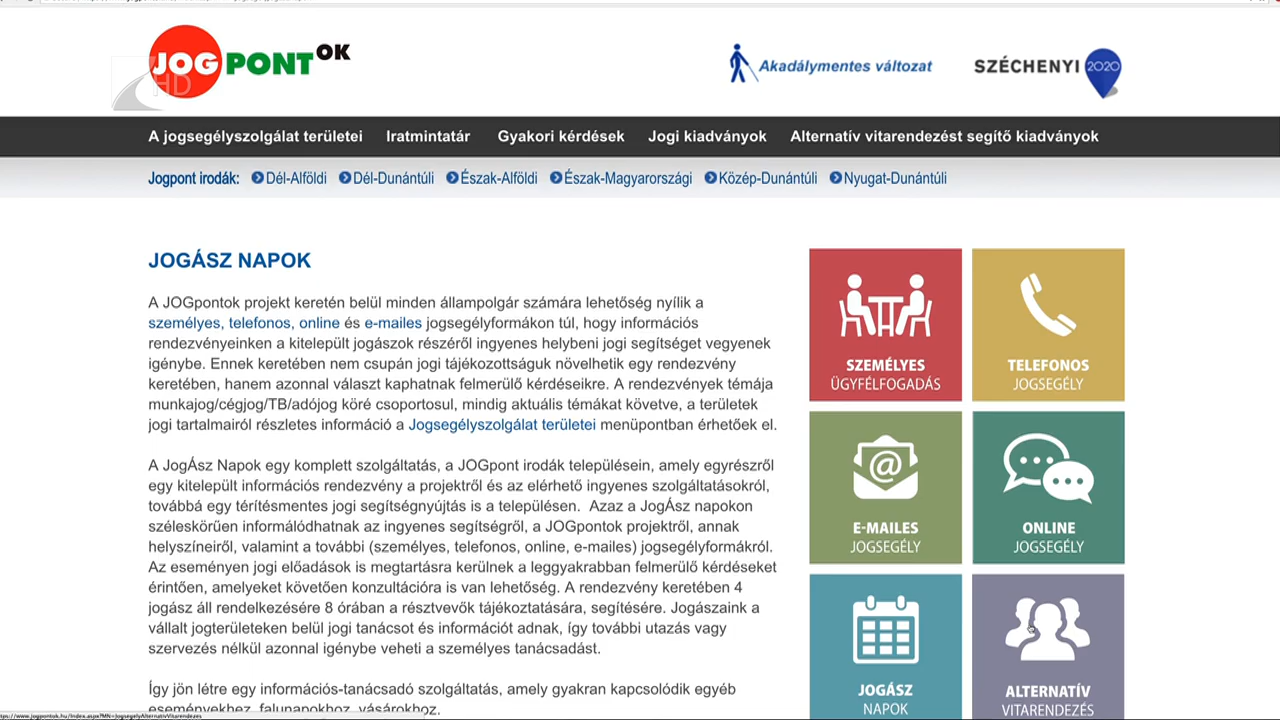 JOGPONTOK
HD
Akadálymentes változat
SZÉCHENYI 2020
A jogsegélyszolgálat területei Iratmintatár Gyakori kérdések Jogi kiadványok Alternatív vitarendezést segítő kiadványok
Jogpont irodák: Dél-Alföldi Dél-Dunántúli Észak-Alföldi Észak-Magyarországi Közép-Dunántúli Nyugat-Dunántúli
JOGÁSZ NAPOK
A JOGpontok projekt keretén belül minden állampolgár számára lehetőség nyílik a
személyes, telefonos, online és e-mailes jogsegélyformákon túl, hogy információs
rendezvényeinken a kitelepült jogászok részéről ingyenes helybeni jogi segítséget vegyenek
igénybe. Ennek keretében nem csupán jogi tájékozottságuk növelhetik egy rendezvény
keretében, hanem azonnal választ kaphatnak felmerülő kérdéseikre. A rendezvények témája
munkajog/cégjog/TB/adójog köré csoportosul, mindig aktuális témákat követve, a területek
jogi tartalmairól részletes információ a Jogsegélyszolgálat területei menüpontban érhetőek el.
A JogÁsz Napok egy komplett szolgáltatás, a JOGpont irodák településein, amely egyrészről
egy kitelepült információs rendezvény a projektről és az elérhető ingyenes szolgáltatásokról,
továbbá egy térítésmentes jogi segítségnyújtás is a településen. Azaz a JogÁsz napokon
széleskörűen informálódhatnak az ingyenes segítségről, a JOGpontok projektről, annak
helyszíneiről, valamint a további (személyes, telefonos, online, e-mailes) jogsegélyformákról.
Az eseményen jogi előadások is megtartásra kerülnek a leggyakrabban felmerülő kérdéseket
érintően, amelyeket követően konzultációra is van lehetőség. A rendezvény keretében 4
jogász áll rendelkezésére 8 órában a résztvevők tájékoztatására, segítésére. Jogászaink a
vállalt jogterületeken belül jogi tanácsot és információt adnak, így további utazás vagy
szervezés nélkül azonnal igénybe veheti a személyes tanácsadást.
Így jön létre egy információs-tanácsadó szolgáltatás, amely gyakran kapcsolódik egyéb
eseményekhez, falunapokhoz, vásárokhoz.
SZEMÉLYES
ÜGYFÉLFOGADÁS
TELEFONOS
JOGSEGÉLY
E-MAILES
JOGSEGÉLY
ONLINE
JOGSEGÉLY
JOGÁSZ
NAPOK
ALTERNATÍV
VITARENDEZÉS
ttps://www.jogpontok.hu/Index.aspx?MN=JogsegelyAlternativVitarendezes